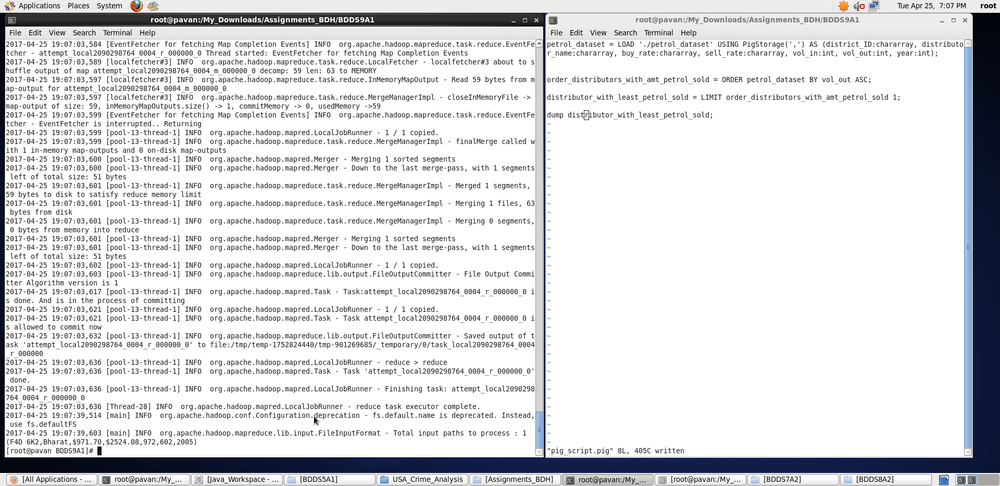 Applications Places System
Tue Apr 25, 7:07 PM root
root@pavan:/My_Downloads/Assignments_BDH/BDDS9A1
File Edit View Search Terminal Help
2017-04-25 19:07:03,584 [EventFetcher for fetching Map Completion Events] INFO  org.apache.hadoop.mapreduce.task.reduce.EventFe
tcher - attempt_local2090298764_0004_r_000000_0 Thread started: EventFetcher for fetching Map Completion Events
2017-04-25 19:07:03,589 [localfetcher#3] INFO  org.apache.hadoop.mapreduce.task.reduce.LocalFetcher - localfetcher#3 about to s
huffle output of map attempt_local2090298764_0004_m_000000_0 decomp: 59 len: 63 to MEMORY
2017-04-25 19:07:03,597 [localfetcher#3] INFO  org.apache.hadoop.mapreduce.task.reduce.InMemoryMapOutput - Read 59 bytes from m
ap-output for attempt_local2090298764_0004_m_000000_0
2017-04-25 19:07:03,597 [localfetcher#3] INFO  org.apache.hadoop.mapreduce.task.reduce.MergeManagerImpl - closeInMemoryFile ->
map-output of size: 59, inMemoryMapOutputs.size() -> 1, commitMemory -> 0, usedMemory ->59
2017-04-25 19:07:03,599 [EventFetcher for fetching Map Completion Events] INFO  org.apache.hadoop.mapreduce.task.reduce.EventFe
tcher - EventFetcher is interrupted.. Returning
2017-04-25 19:07:03,599 [pool-13-thread-1] INFO  org.apache.hadoop.mapred.LocalJobRunner - 1 / 1 copied.
2017-04-25 19:07:03,599 [pool-13-thread-1] INFO  org.apache.hadoop.mapreduce.task.reduce.MergeManagerImpl - finalMerge called w
ith 1 in-memory map-outputs and 0 on-disk map-outputs
2017-04-25 19:07:03,600 [pool-13-thread-1] INFO  org.apache.hadoop.mapred.Merger - Merging 1 sorted segments
2017-04-25 19:07:03,600 [pool-13-thread-1] INFO  org.apache.hadoop.mapred.Merger - Down to the last merge-pass, with 1 segments
 left of total size: 51 bytes
2017-04-25 19:07:03,601 [pool-13-thread-1] INFO  org.apache.hadoop.mapreduce.task.reduce.MergeManagerImpl - Merged 1 segments,
59 bytes to disk to satisfy reduce memory limit
2017-04-25 19:07:03,601 [pool-13-thread-1] INFO  org.apache.hadoop.mapreduce.task.reduce.MergeManagerImpl - Merging 1 files, 63
 bytes from disk
2017-04-25 19:07:03,601 [pool-13-thread-1] INFO  org.apache.hadoop.mapreduce.task.reduce.MergeManagerImpl - Merging 0 segments,
 0 bytes from memory into reduce
2017-04-25 19:07:03,601 [pool-13-thread-1] INFO  org.apache.hadoop.mapred.Merger - Merging 1 sorted segments
2017-04-25 19:07:03,601 [pool-13-thread-1] INFO  org.apache.hadoop.mapred.Merger - Down to the last merge-pass, with 1 segments
 left of total size: 51 bytes
2017-04-25 19:07:03,602 [pool-13-thread-1] INFO  org.apache.hadoop.mapred.LocalJobRunner - 1 / 1 copied.
2017-04-25 19:07:03,603 [pool-13-thread-1] INFO  org.apache.hadoop.mapreduce.lib.output.FileOutputCommitter - File Output Commi
tter Algorithm version is 1
2017-04-25 19:07:03,617 [pool-13-thread-1] INFO  org.apache.hadoop.mapred.Task - Task:attempt_local2090298764_0004_r_000000_0 i
s done. And is in the process of committing
2017-04-25 19:07:03,621 [pool-13-thread-1] INFO  org.apache.hadoop.mapred.LocalJobRunner - 1 / 1 copied.
2017-04-25 19:07:03,621 [pool-13-thread-1] INFO  org.apache.hadoop.mapred.Task - Task attempt_local2090298764_0004_r_000000_0 i
s allowed to commit now
2017-04-25 19:07:03,632 [pool-13-thread-1] INFO  org.apache.hadoop.mapreduce.lib.output.FileOutputCommitter - Saved output of t
ask 'attempt_local2090298764_0004_r_000000_0' to file:/tmp/temp-1752824440/tmp-901269685/_temporary/0/task_local2090298764_0004
_r_000000
2017-04-25 19:07:03,636 [pool-13-thread-1] INFO  org.apache.hadoop.mapred.LocalJobRunner - reduce > reduce
2017-04-25 19:07:03,636 [pool-13-thread-1] INFO  org.apache.hadoop.mapred.Task - Task 'attempt_local2090298764_0004_r_000000_0'
 done.
2017-04-25 19:07:03,636 [pool-13-thread-1] INFO  org.apache.hadoop.mapred.LocalJobRunner - Finishing task: attempt_local2090298
764_0004_r_000000_0
2017-04-25 19:07:03,636 [Thread-28] INFO  org.apache.hadoop.mapred.LocalJobRunner - reduce task executor complete.
2017-04-25 19:07:39,514 [main] INFO  org.apache.hadoop.conf.Configuration.deprecation - fs.default.name is deprecated. Instead,
 use fs.defaultFS
2017-04-25 19:07:39,603 [main] INFO  org.apache.hadoop.mapreduce.lib.input.FileInputFormat - Total input paths to process : 1
(F4D 6K2,Bharat,$971.70,$2524.08,972,602,2005)
[root@pavan BDDS9A1]#
root@pavan:/My_Downloads/Assignments_BDH/BDDS9A1
File Edit View Search Terminal Help
petrol_dataset = LOAD './petrol_dataset' USING PigStorage(',') AS (district_ID:chararray, distributo
r_name:chararray, buy_rate:chararray, sell_rate:chararray, vol_in:int, vol_out:int, year:int);
order_distributors_with_amt_petrol_sold = ORDER petrol_dataset BY vol_out ASC;
distributor_with_least_petrol_sold = LIMIT order_distributors_with_amt_petrol_sold 1;
dump distributor_with_least_petrol_sold;
"pig_script.pig" 8L, 405C written
[All Applications - ...
root@pavan:/My_...
[Java_Workspace - ...
[BDDS5A1]
USA_Crime_Analysis
[Assignments_BDH]
root@pavan:/My_...
[root@pavan:/My_...
[BDDS7A2]
[BDDS8A2]